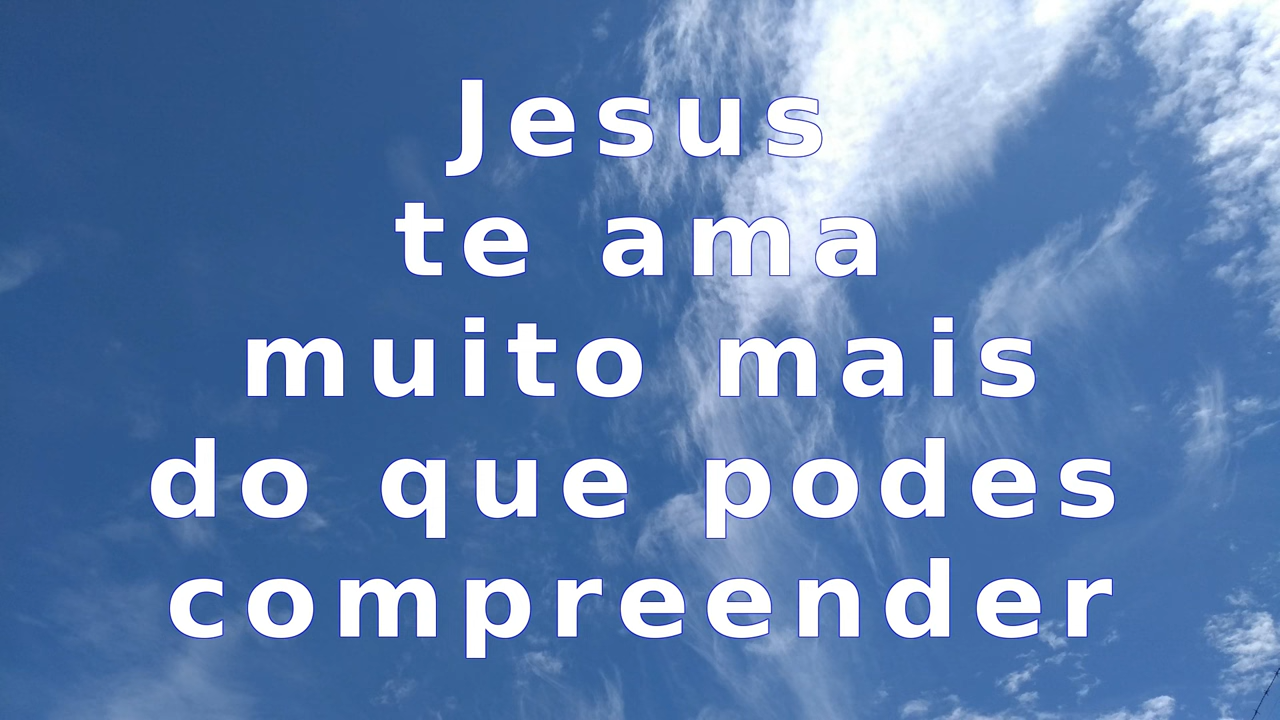 Jesus
te ama
muito mais
do que podes
compreender